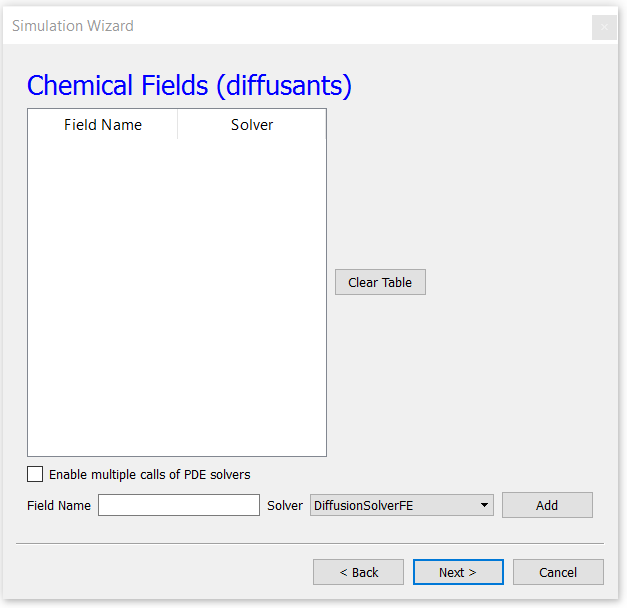 Simulation Wizard
Chemical Fields (diffusants)
Field Name Solver
Clear Table
Enable multiple calls of PDE solvers
Field Name Solver DiffusionSolverFE Add
< Back Next > Cancel